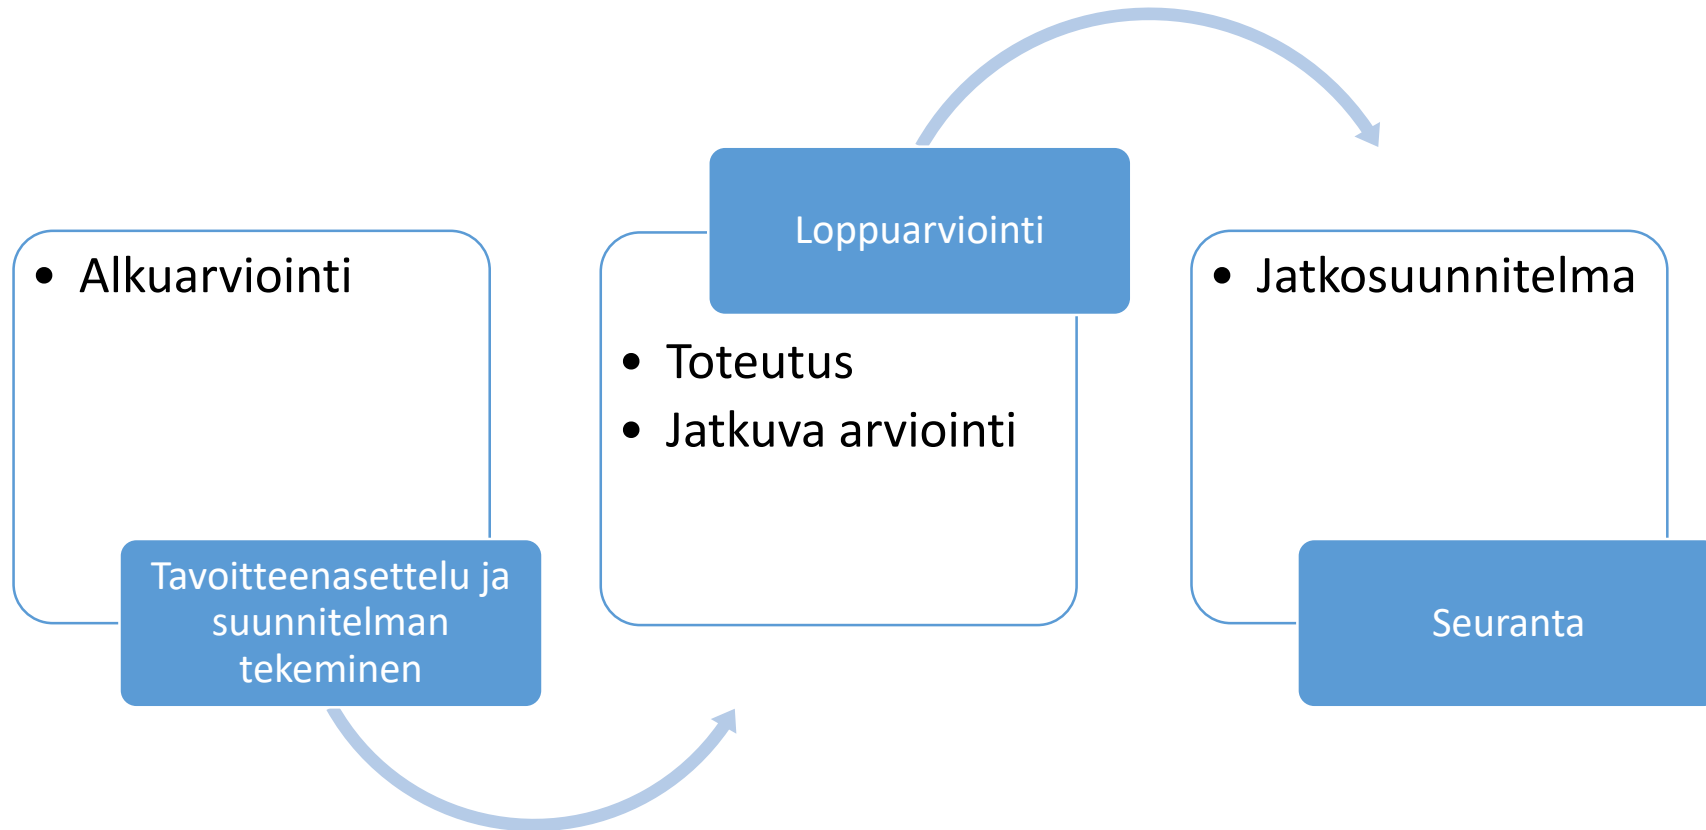 • Alkuarviointi
Tavoitteenasettelu ja
suunnitelman
tekeminen
Loppuarviointi
• Toteutus
• Jatkuva arviointi
• Jatkosuunnitelma
Seuranta